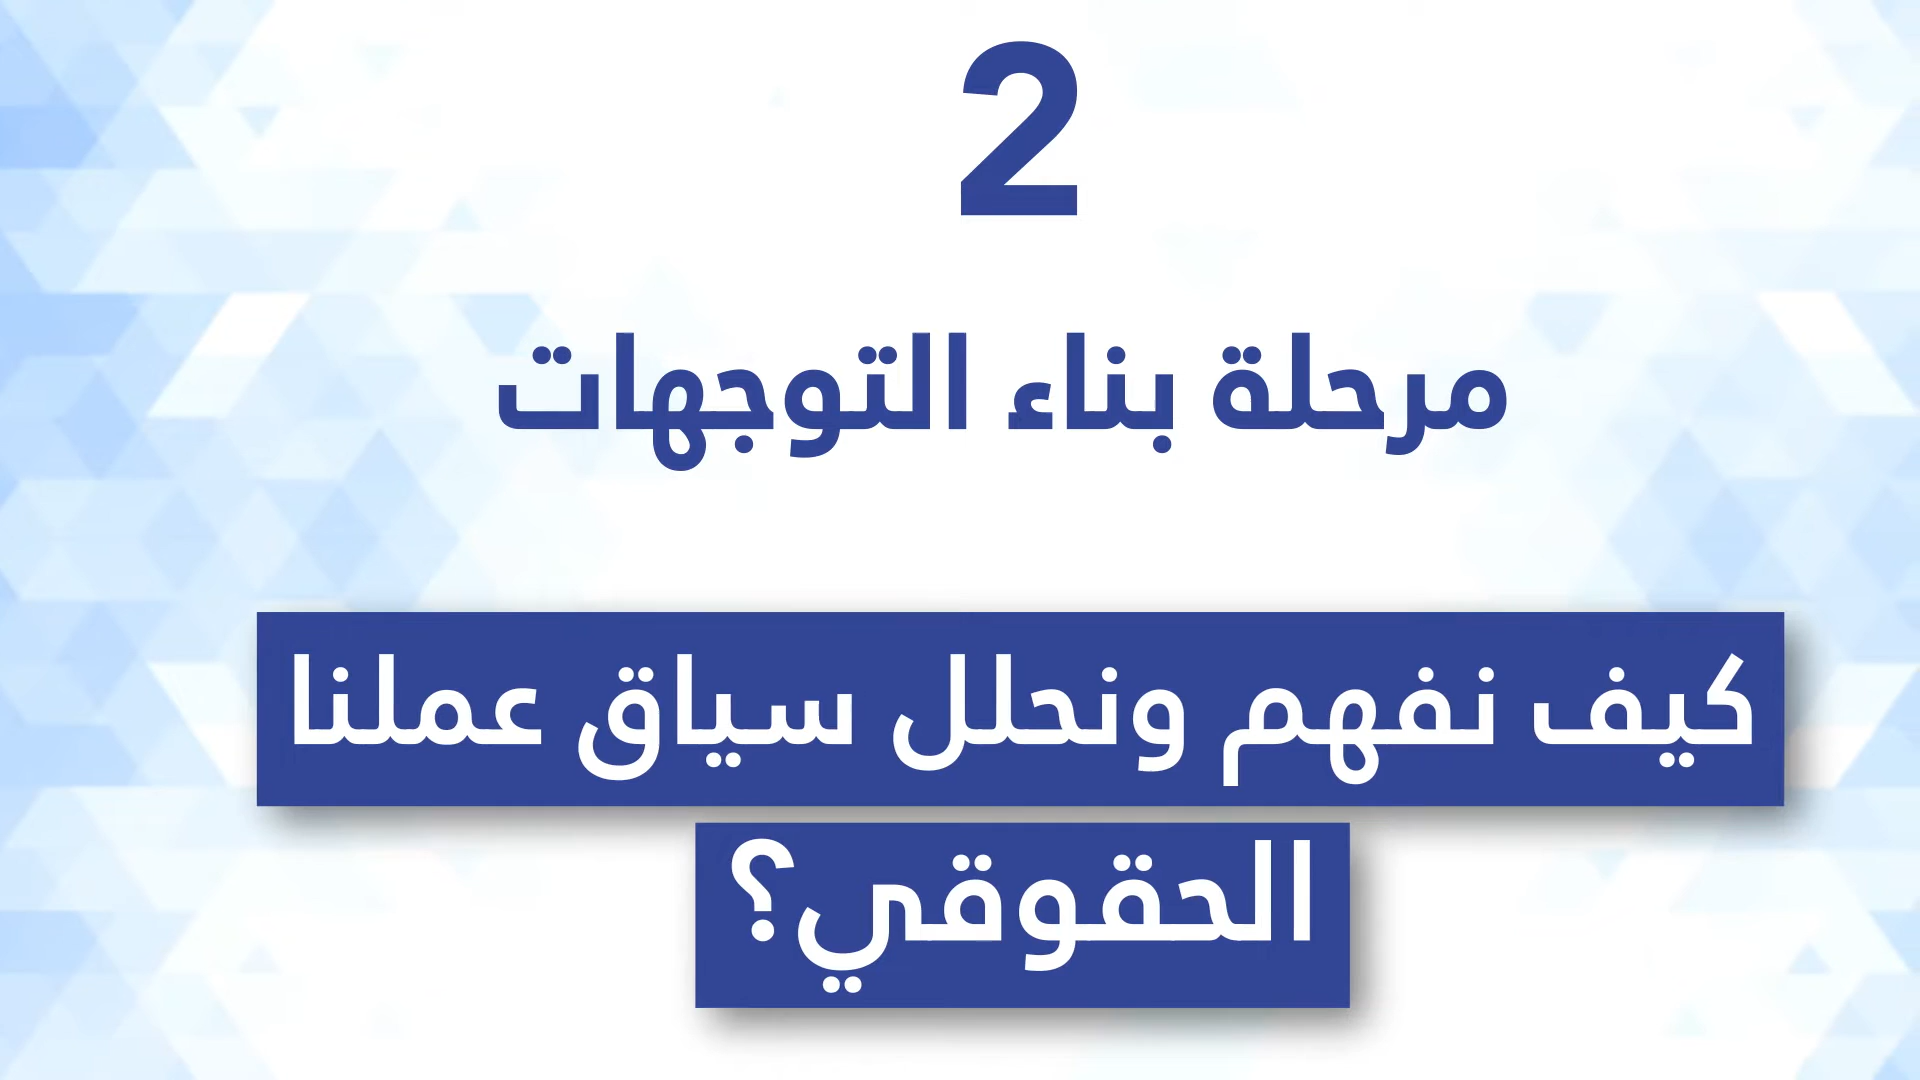 2
مرحلة بناء التوجهات
كيف نفهم ونحلل سياق عملنا
الحقوقي؟